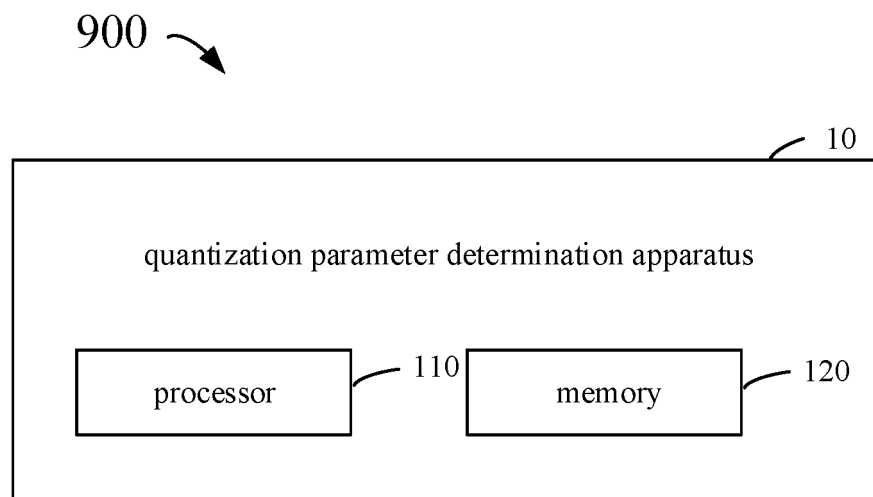 900
10
quantization parameter determination apparatus
processor
110
memory
120